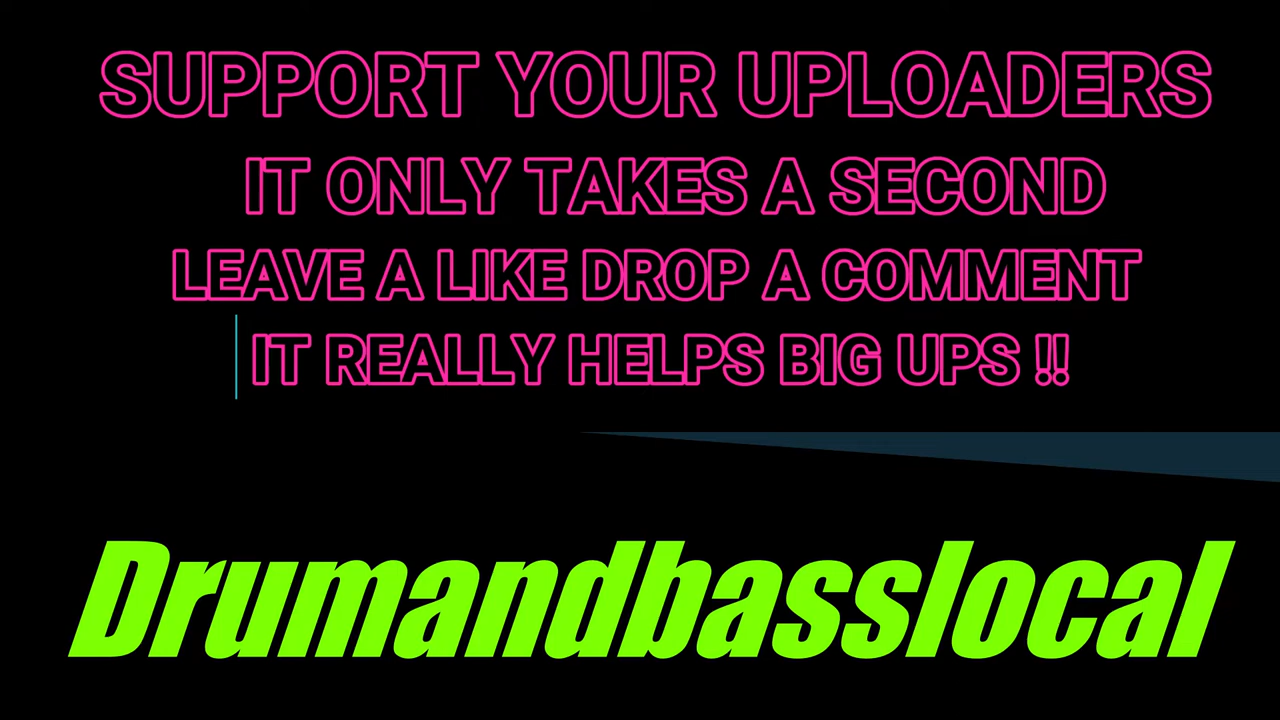 SUPPORT YOUR UPLOADERS
IT ONLY TAKES A SECOND
LEAVE A LIKE DROP A COMMENT
IT REALLY HELPS BIG UPS !!
Drumandbasslocal